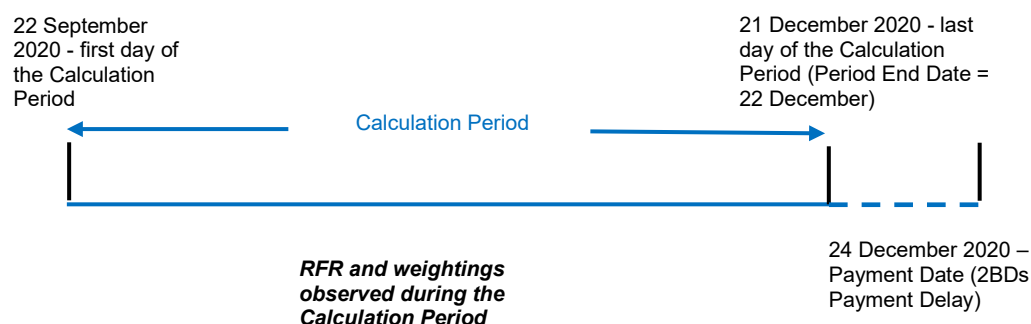 22 September
2020 - first day of
the Calculation
Period
21 December 2020 - last
day of the Calculation
Period (Period End Date =
22 December)
Calculation Period
24 December 2020 –
Payment Date (2BDs
Payment Delay)
RFR and weightings
observed during the
Calculation Period